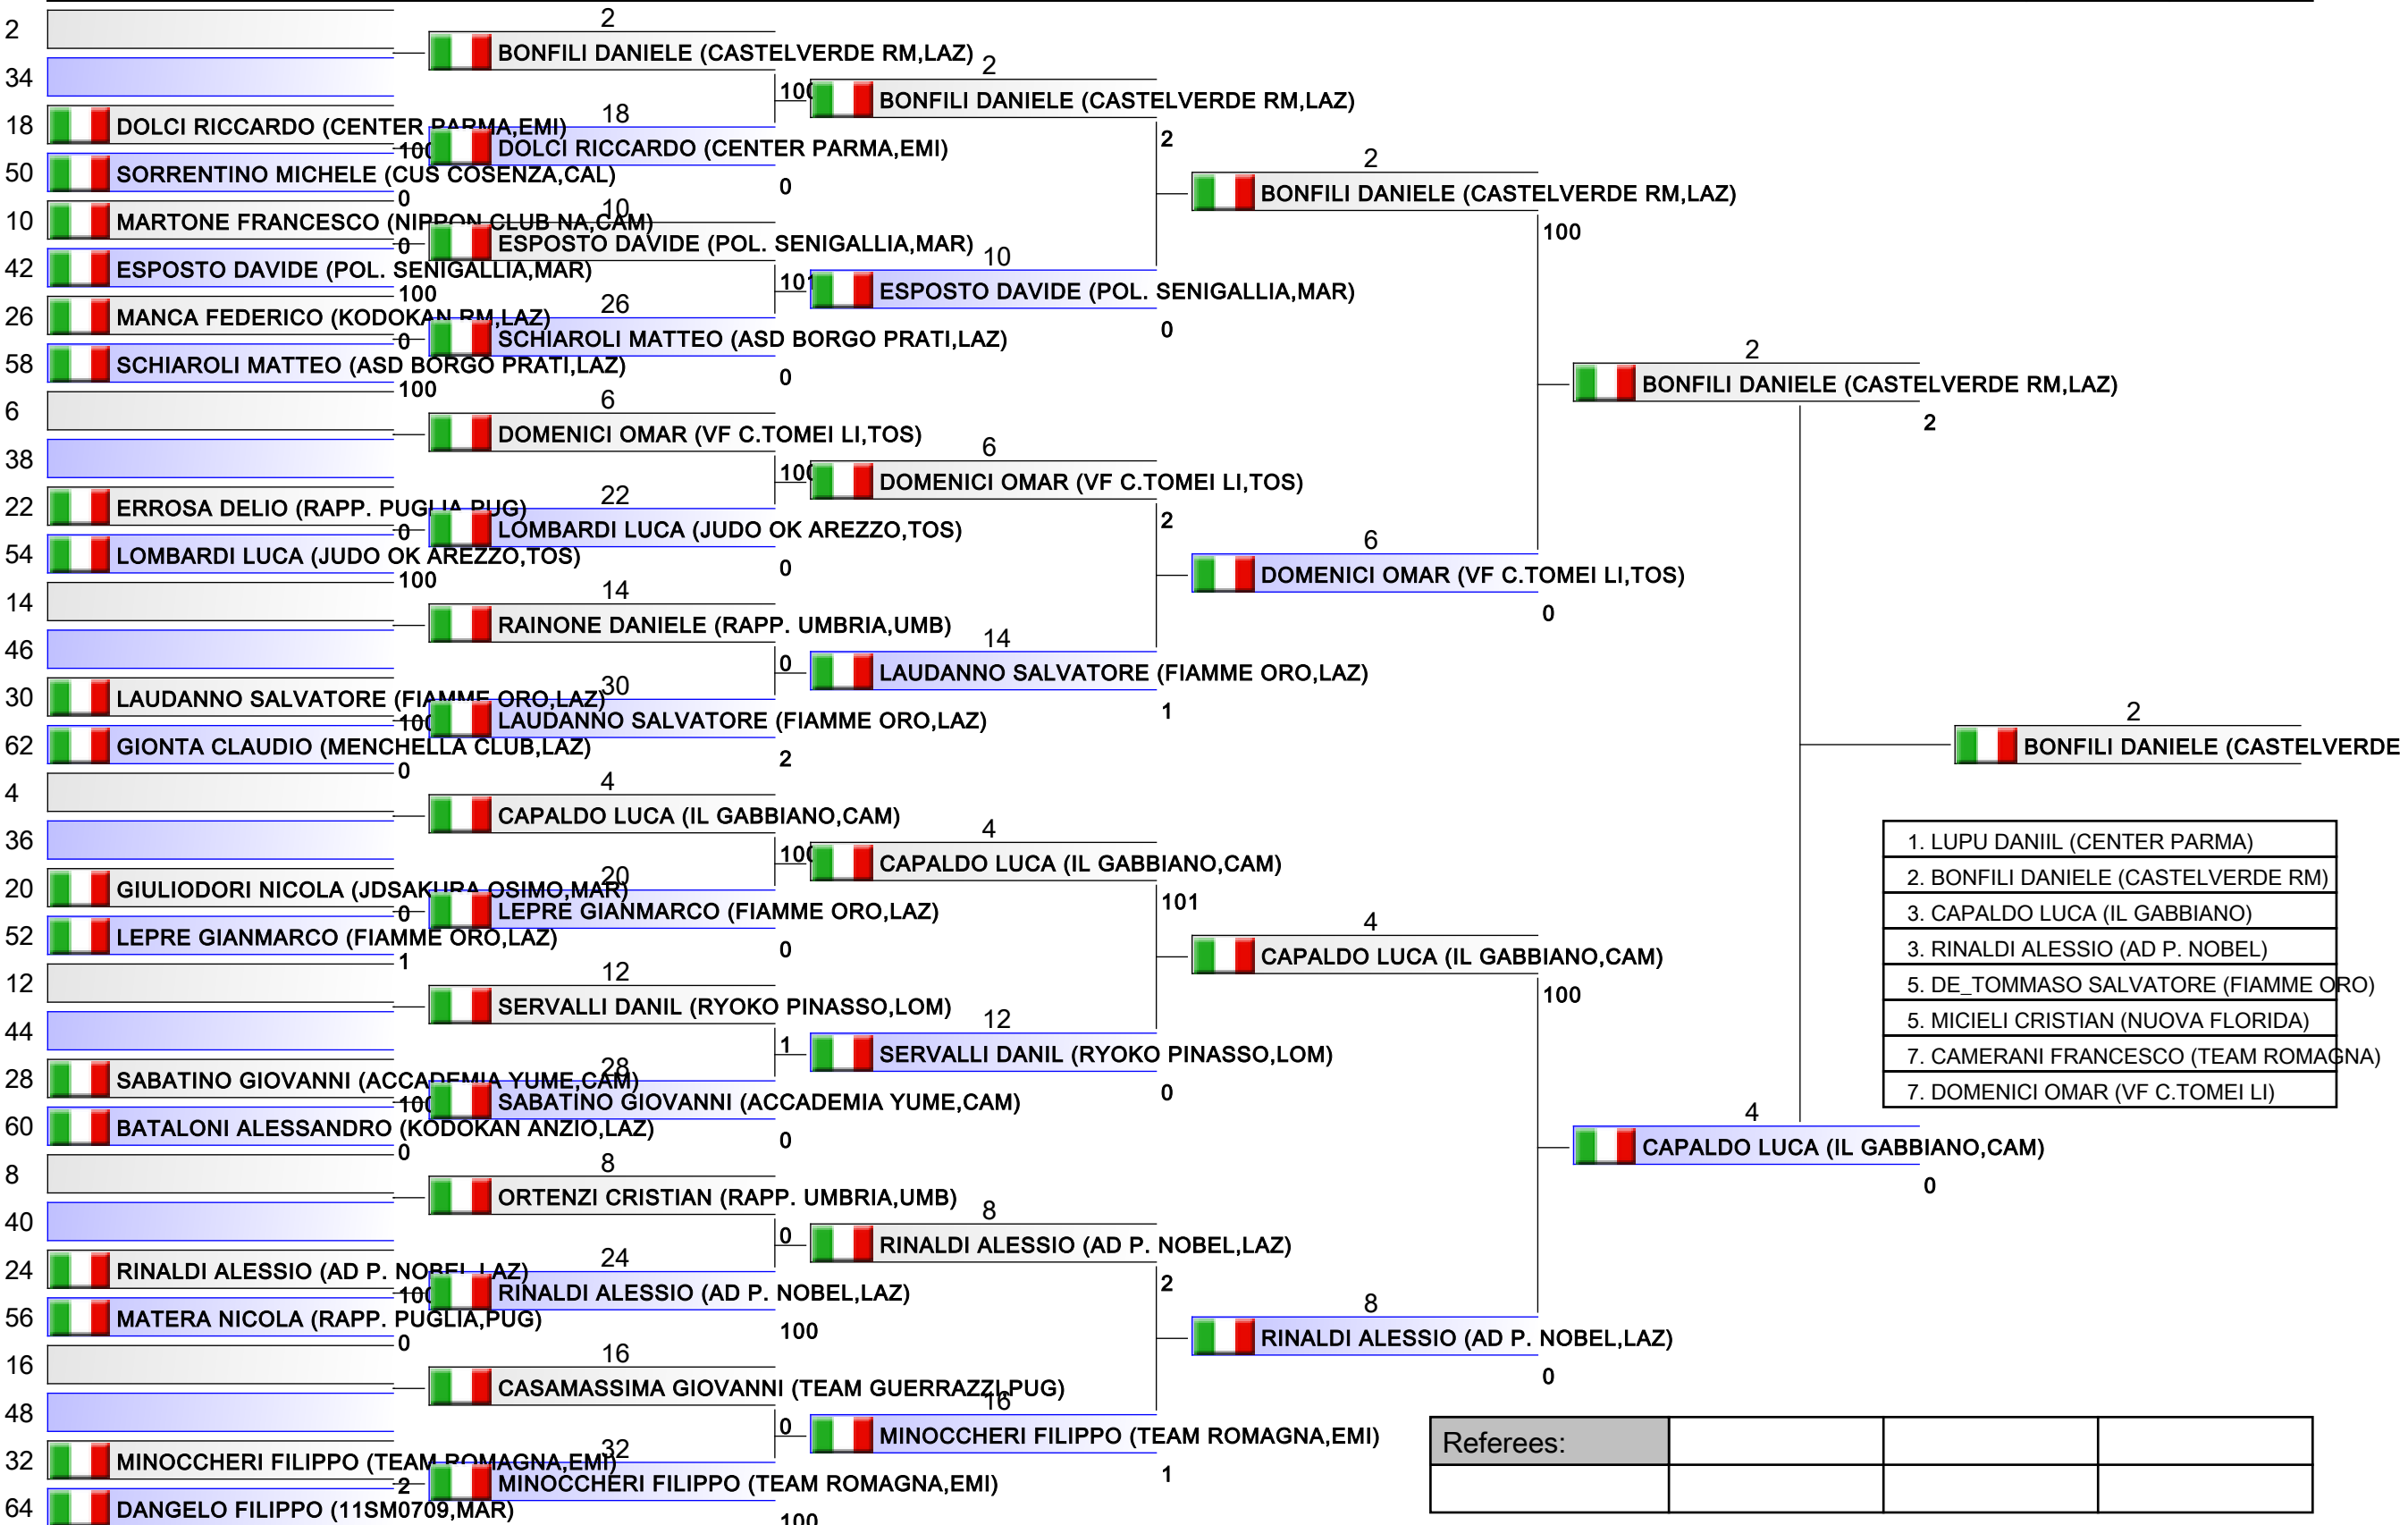 2
34
18 DOLCI RICCARDO (CENTER PARMA,EMI)
100
50 SORRENTINO MICHELE (CUS COSENZA,CAL)
0
10 MARTONE FRANCESCO (NIPPON CLUB NA,CAM)
0
42 ESPOSTO DAVIDE (POL. SENIGALLIA,MAR)
100
26 MANCA FEDERICO (KODOKAN RM,LAZ)
0
58 SCHIAROLI MATTEO (ASD BORGO PRATI,LAZ)
100
6
38
22 ERROSA DELIO (RAPP. PUGLIA,PUG)
0
54 LOMBARDI LUCA (JUDO OK AREZZO,TOS)
100
14
46
30 LAUDANNO SALVATORE (FIAMME ORO,LAZ)
100
62 GIONTA CLAUDIO (MENCHELLA CLUB,LAZ)
0
4
36
20 GIULIODORI NICOLA (JDSAKURA OSIMO,MAR)
0
52 LEPRE GIANMARCO (FIAMME ORO,LAZ)
1
12
44
28 SABATINO GIOVANNI (ACCADEMIA YUME,CAM)
100
60 BATALONI ALESSANDRO (KODOKAN ANZIO,LAZ)
0
8
40
24 RINALDI ALESSIO (AD P. NOBEL,LAZ)
100
56 MATERA NICOLA (RAPP. PUGLIA,PUG)
0
16
48
32 MINOCCHERI FILIPPO (TEAM ROMAGNA,EMI)
2
64 DANGELO FILIPPO (11SM0709,MAR)
2
BONFILI DANIELE (CASTELVERDE RM,LAZ)
100
18
DOLCI RICCARDO (CENTER PARMA,EMI)
0
10
ESPOSTO DAVIDE (POL. SENIGALLIA,MAR)
101
26
SCHIAROLI MATTEO (ASD BORGO PRATI,LAZ)
0
6
DOMENICI OMAR (VF C.TOMEI LI,TOS)
100
22
LOMBARDI LUCA (JUDO OK AREZZO,TOS)
0
14
RAINONE DANIELE (RAPP. UMBRIA,UMB)
0
30
LAUDANNO SALVATORE (FIAMME ORO,LAZ)
2
4
CAPALDO LUCA (IL GABBIANO,CAM)
100
20
LEPRE GIANMARCO (FIAMME ORO,LAZ)
0
12
SERVALLI DANIL (RYOKO PINASSO,LOM)
1
28
SABATINO GIOVANNI (ACCADEMIA YUME,CAM)
0
8
ORTENZI CRISTIAN (RAPP. UMBRIA,UMB)
0
24
RINALDI ALESSIO (AD P. NOBEL,LAZ)
100
16
CASAMASSIMA GIOVANNI (TEAM GUERRAZZI,PUG)
0
32
MINOCCHERI FILIPPO (TEAM ROMAGNA,EMI)
100
2
BONFILI DANIELE (CASTELVERDE RM,LAZ)
2
10
ESPOSTO DAVIDE (POL. SENIGALLIA,MAR)
0
6
DOMENICI OMAR (VF C.TOMEI LI,TOS)
2
14
LAUDANNO SALVATORE (FIAMME ORO,LAZ)
1
4
CAPALDO LUCA (IL GABBIANO,CAM)
101
12
SERVALLI DANIL (RYOKO PINASSO,LOM)
0
8
RINALDI ALESSIO (AD P. NOBEL,LAZ)
2
16
MINOCCHERI FILIPPO (TEAM ROMAGNA,EMI)
1
2
BONFILI DANIELE (CASTELVERDE RM,LAZ)
100
6
DOMENICI OMAR (VF C.TOMEI LI,TOS)
0
4
CAPALDO LUCA (IL GABBIANO,CAM)
100
8
RINALDI ALESSIO (AD P. NOBEL,LAZ)
0
2
BONFILI DANIELE (CASTELVERDE RM,LAZ)
2
4
CAPALDO LUCA (IL GABBIANO,CAM)
0
2
BONFILI DANIELE (CASTELVERDE
1. LUPU DANIIL (CENTER PARMA)
2. BONFILI DANIELE (CASTELVERDE RM)
3. CAPALDO LUCA (IL GABBIANO)
3. RINALDI ALESSIO (AD P. NOBEL)
5. DE_TOMMASO SALVATORE (FIAMME ORO)
5. MICIELI CRISTIAN (NUOVA FLORIDA)
7. CAMERANI FRANCESCO (TEAM ROMAGNA)
7. DOMENICI OMAR (VF C.TOMEI LI)
Referees: